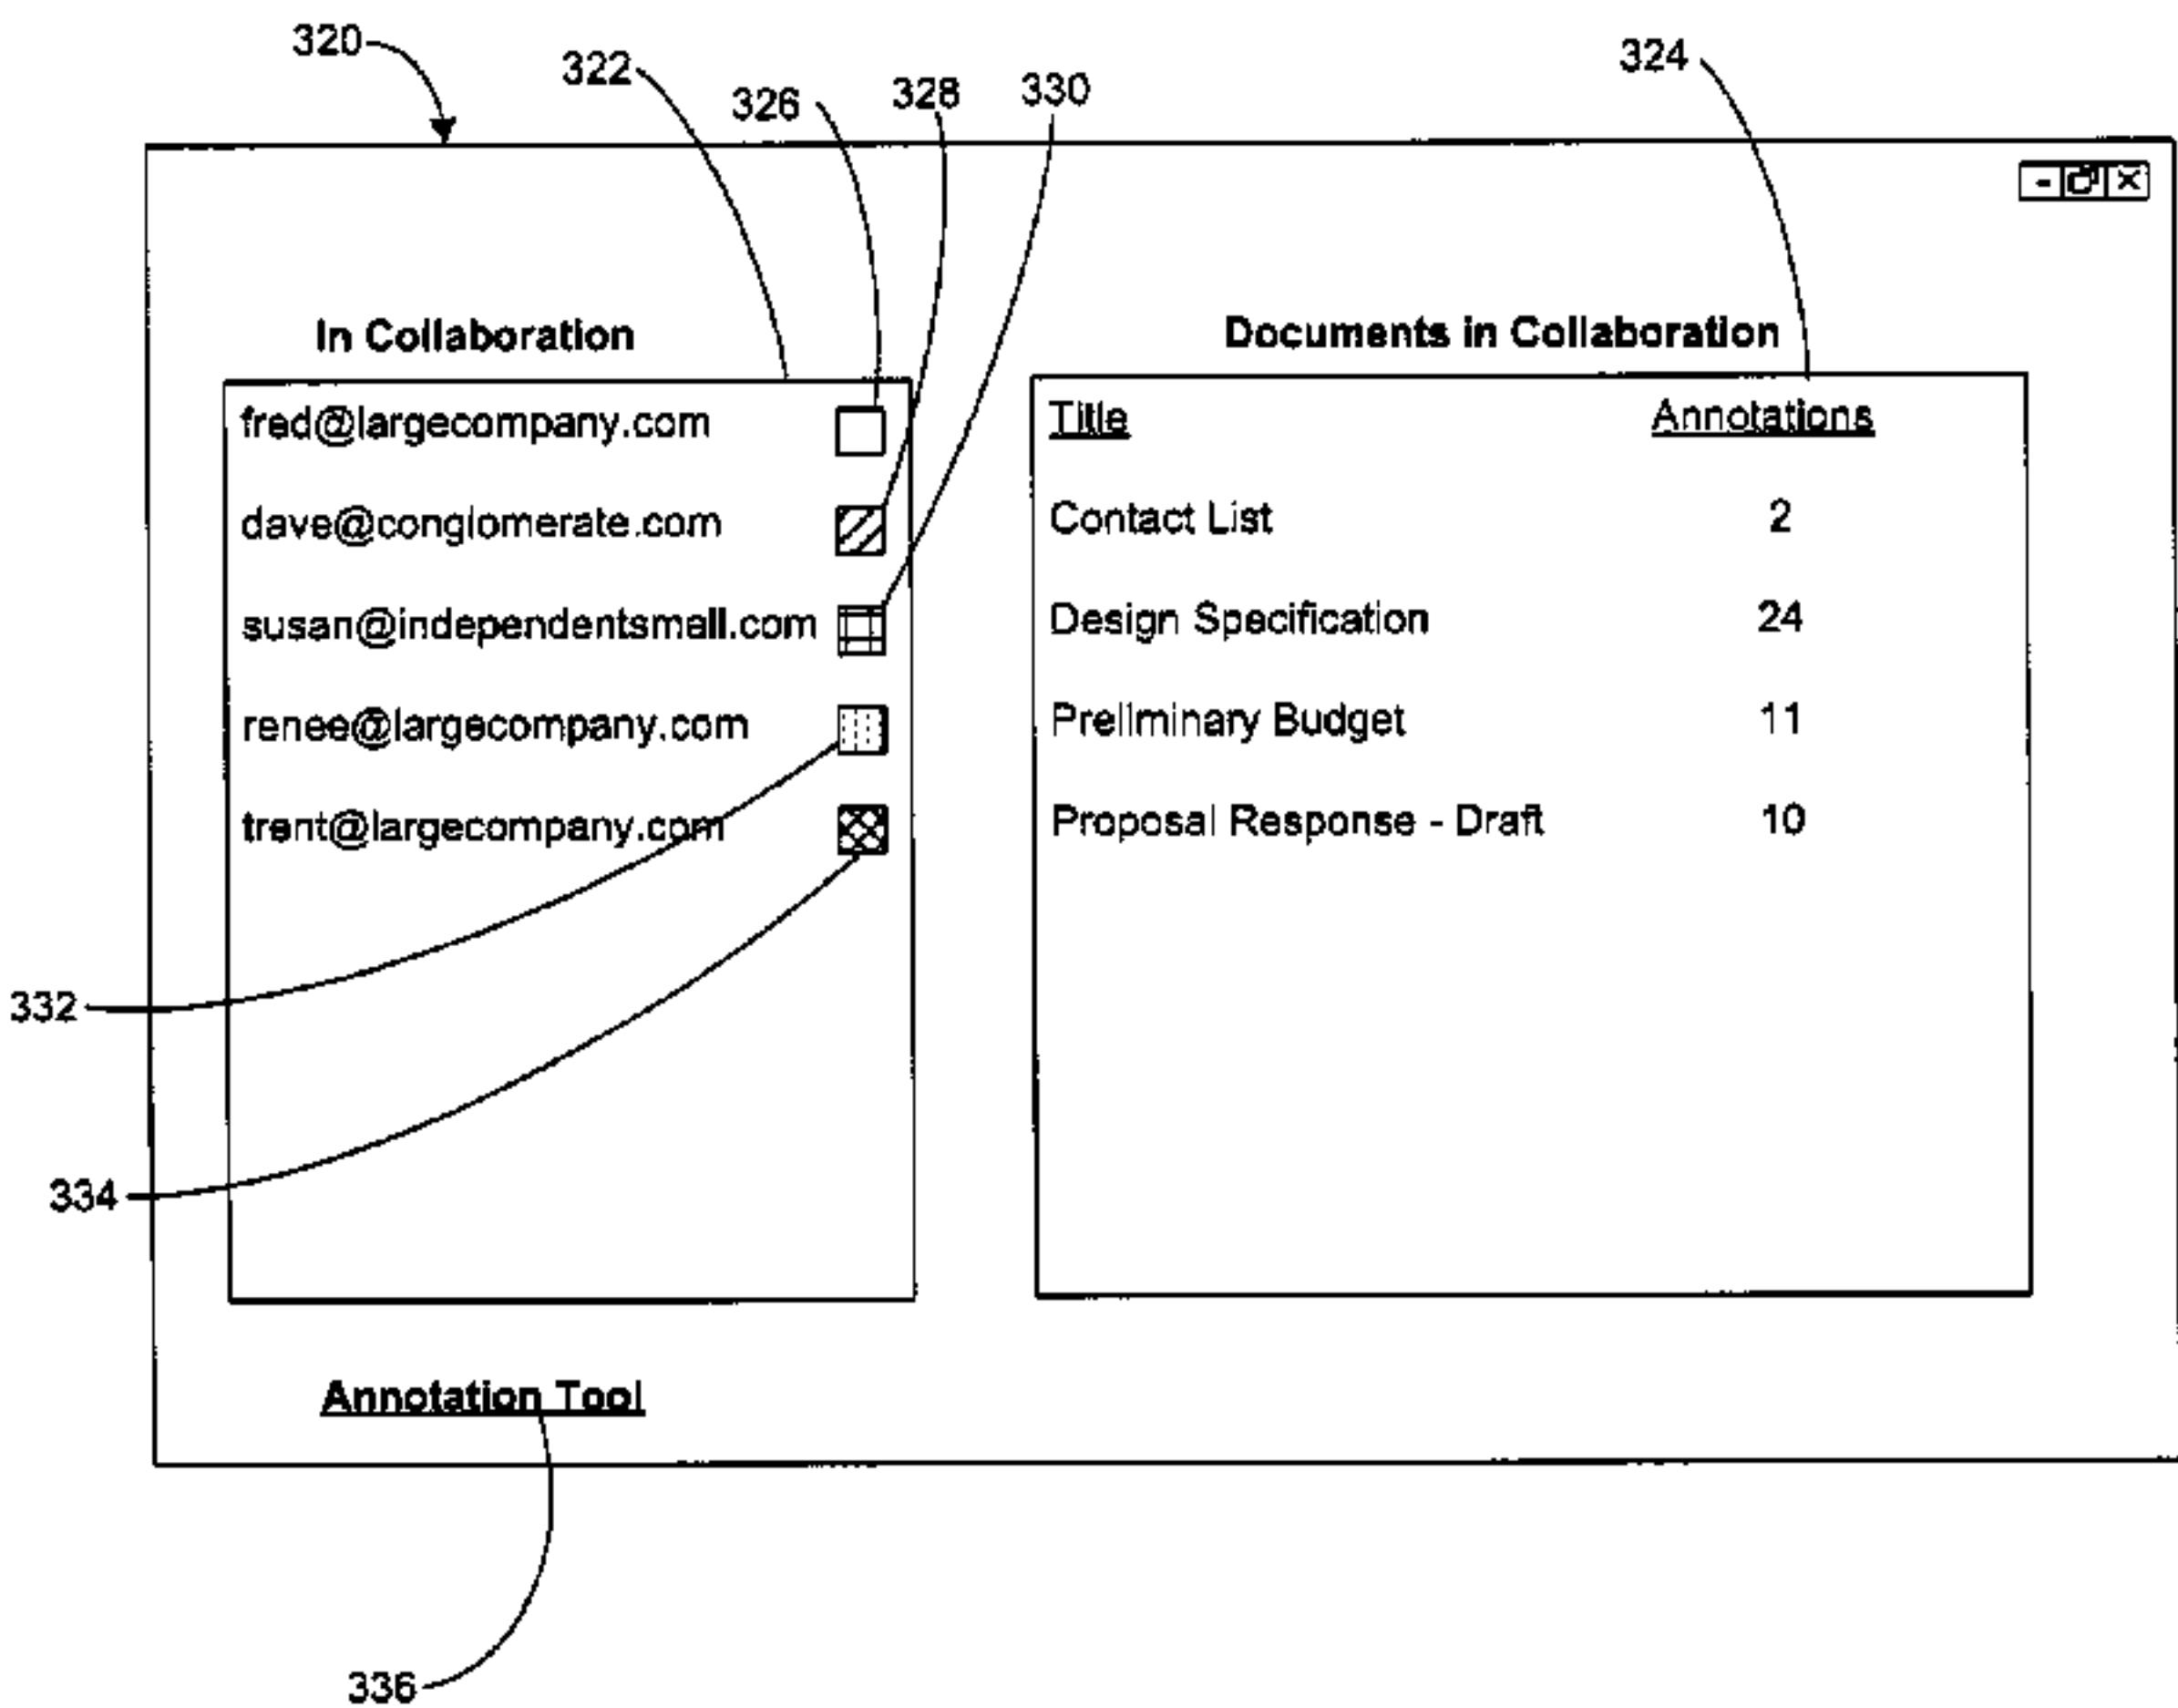 320
322
326
328
330
324
In Collaboration
Documents in Collaboration
fred@largecompany.com
dave@conglomerate.com
susan@independentsmall.com
renee@largecompany.com
trent@largecompany.com
Title Annotations
Contact List 2
Design Specification 24
Preliminary Budget 11
Proposal Response - Draft 10
332
334
Annotation Tool
336